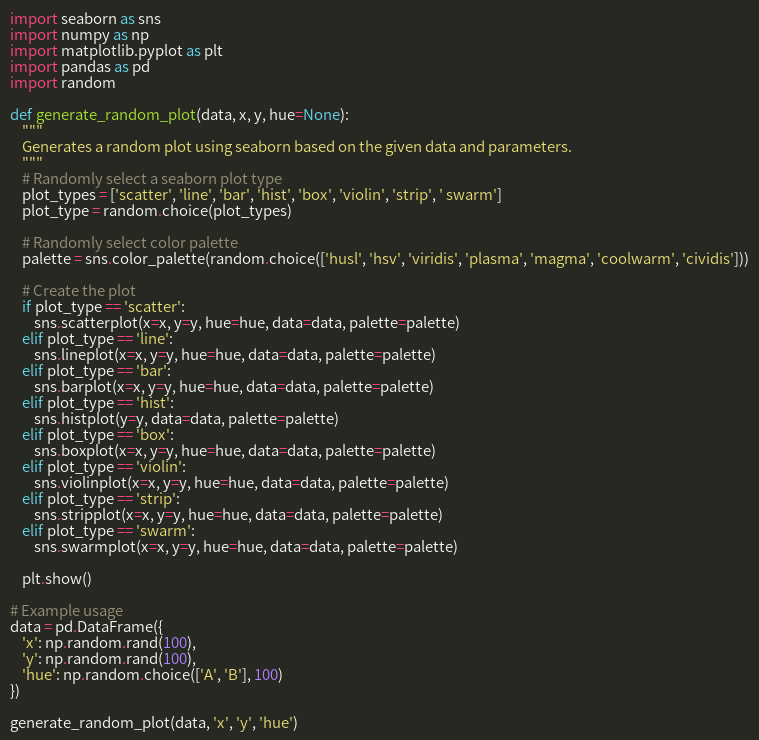 import seaborn as sns
import numpy as np
import matplotlib.pyplot as plt
import pandas as pd
import random

def generate_random_plot(data, x, y, hue=None):
    """
    Generates a random plot using seaborn based on the given data and parameters.
    """
    # Randomly select a seaborn plot type
    plot_types = ['scatter', 'line', 'bar', 'hist', 'box', 'violin', 'strip', ' swarm']
    plot_type = random.choice(plot_types)

    # Randomly select color palette
    palette = sns.color_palette(random.choice(['husl', 'hsv', 'viridis', 'plasma', 'magma', 'coolwarm', 'cividis']))

    # Create the plot
    if plot_type == 'scatter':
        sns.scatterplot(x=x, y=y, hue=hue, data=data, palette=palette)
    elif plot_type == 'line':
        sns.lineplot(x=x, y=y, hue=hue, data=data, palette=palette)
    elif plot_type == 'bar':
        sns.barplot(x=x, y=y, hue=hue, data=data, palette=palette)
    elif plot_type == 'hist':
        sns.histplot(y=y, data=data, palette=palette)
    elif plot_type == 'box':
        sns.boxplot(x=x, y=y, hue=hue, data=data, palette=palette)
    elif plot_type == 'violin':
        sns.violinplot(x=x, y=y, hue=hue, data=data, palette=palette)
    elif plot_type == 'strip':
        sns.stripplot(x=x, y=y, hue=hue, data=data, palette=palette)
    elif plot_type == 'swarm':
        sns.swarmplot(x=x, y=y, hue=hue, data=data, palette=palette)

    plt.show()

# Example usage
data = pd.DataFrame({
    'x': np.random.rand(100),
    'y': np.random.rand(100),
    'hue': np.random.choice(['A', 'B'], 100)
})

generate_random_plot(data, 'x', 'y', 'hue')